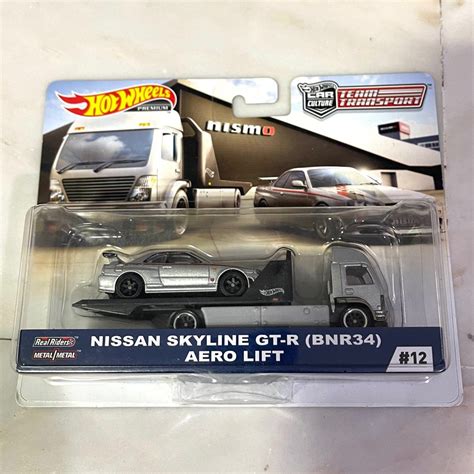 Hot Wheels
PREMIUM
CAR
CULTURE
TEAM
TRANSPORT
nismo
Real Riders
METAL/METAL
NISSAN SKYLINE GT-R (BNR34)
AERO LIFT
#12